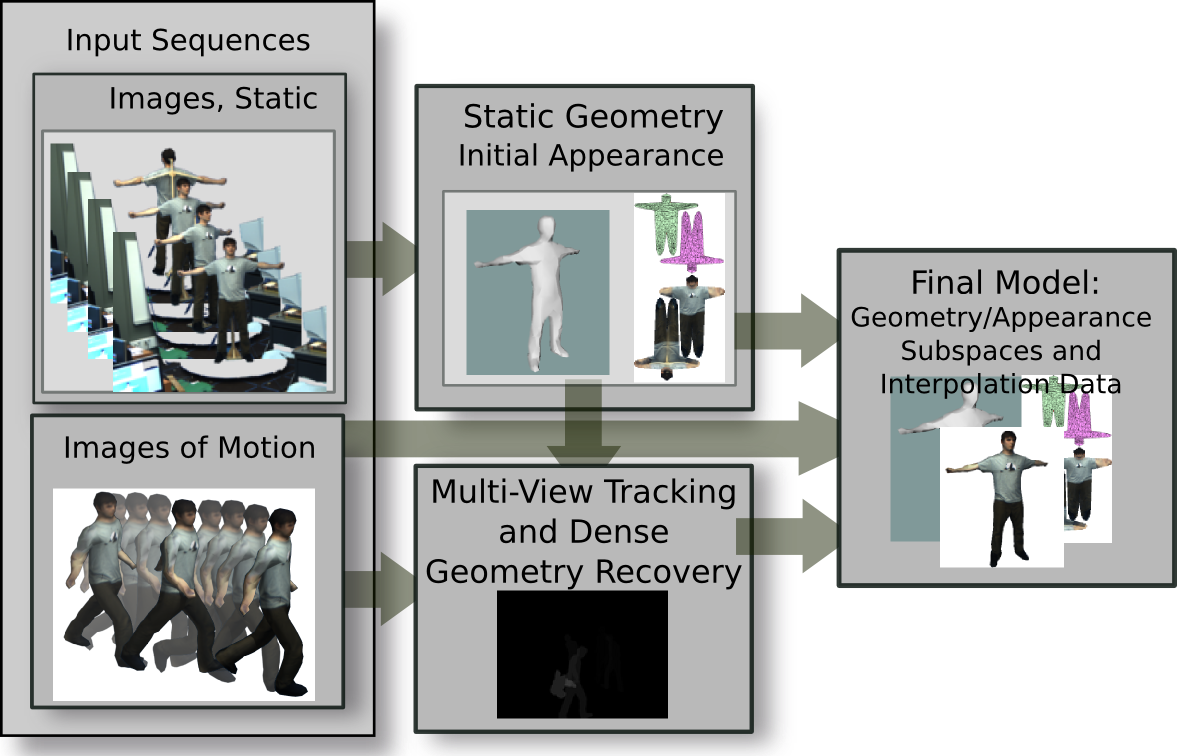 Input Sequences
Images, Static
Images of Motion
Static Geometry
Initial Appearance
Multi-View Tracking
and Dense
Geometry Recovery
Final Model:
Geometry/Appearance
Subspaces and
Interpolation Data